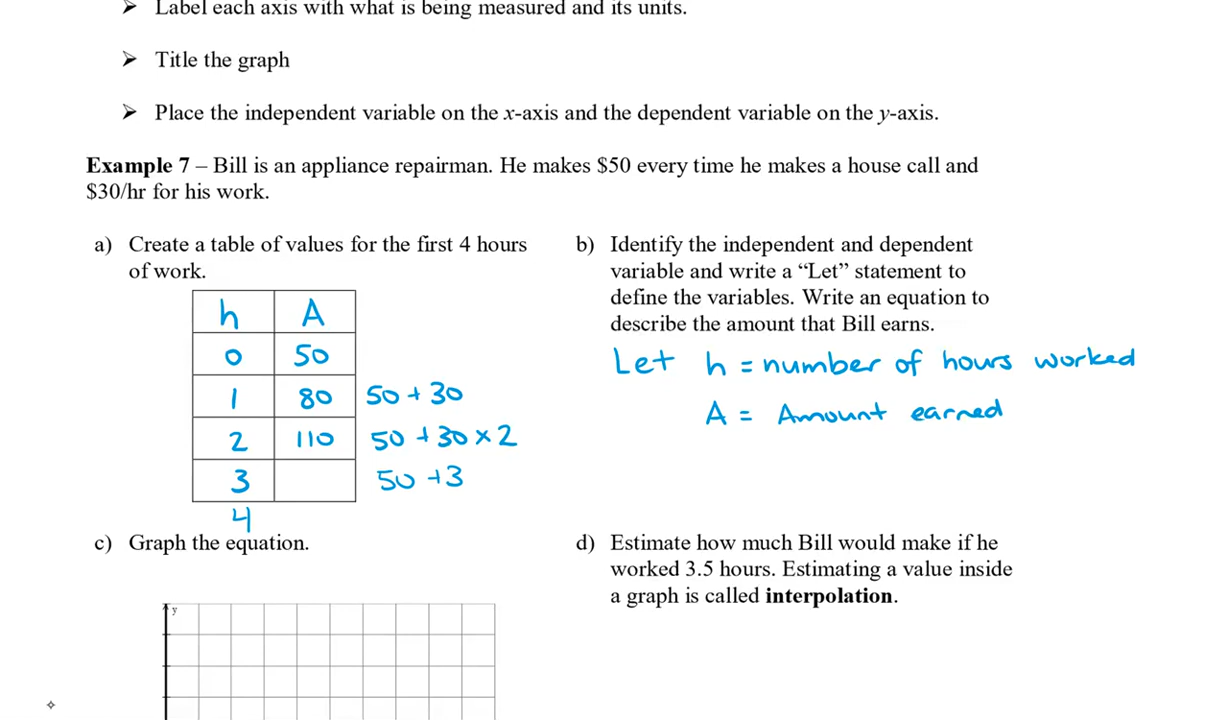 ➢ Label each axis with what is being measured and its units.
➢ Title the graph
➢ Place the independent variable on the x-axis and the dependent variable on the y-axis.
Example 7 – Bill is an appliance repairman. He makes $50 every time he makes a house call and
$30/hr for his work.
a) Create a table of values for the first 4 hours
of work.
h A
0 50
1 80 50 + 30
2 110 50 + 30 × 2
3 50 + 3
4
b) Identify the independent and dependent
variable and write a “Let” statement to
define the variables. Write an equation to
describe the amount that Bill earns.
Let h = number of hours worked
A = Amount earned
c) Graph the equation.
y
d) Estimate how much Bill would make if he
worked 3.5 hours. Estimating a value inside
a graph is called interpolation.